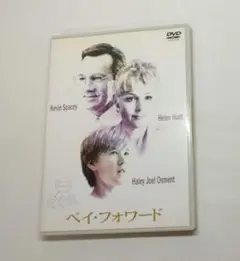 DVD
Kevin Spacey
Helen Hunt
Haley Joel Osment
ペイ・フォワード